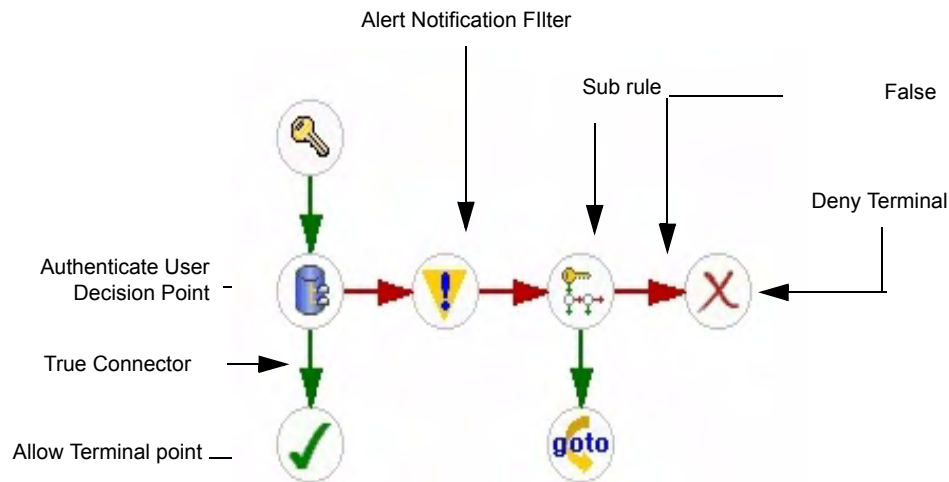 Alert Notification FIlter
Sub rule
False
Deny Terminal
Authenticate User
Decision Point
True Connector
Allow Terminal point
goto